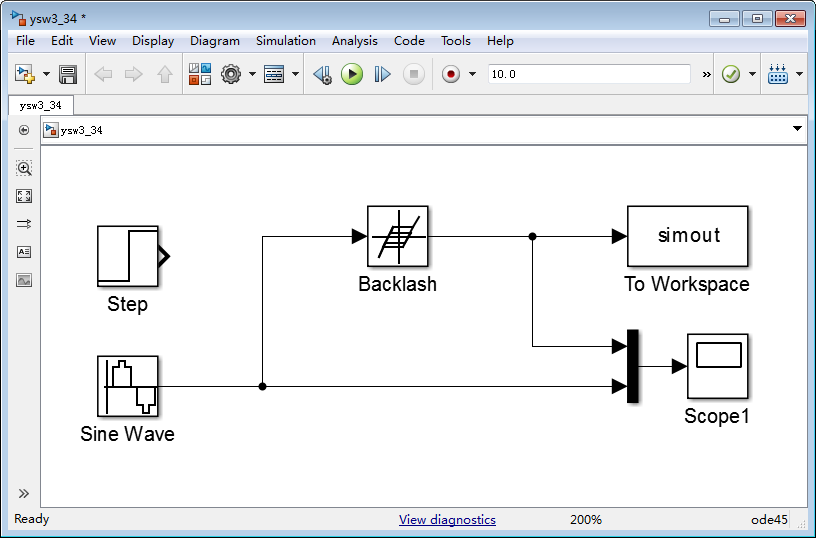 ysw3_34 *
File Edit View Display Diagram Simulation Analysis Code Tools Help
10.0 »
ysw3_34
ysw3_34
simout
Backlash
To Workspace
Step
Scope1
Sine Wave
Ready View diagnostics 200% ode45